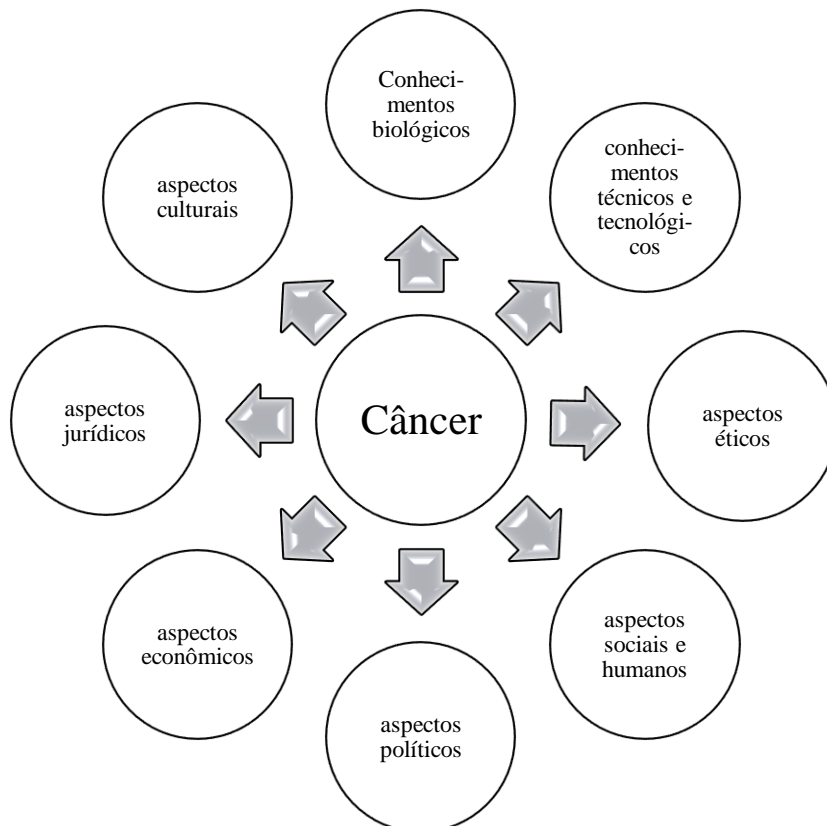 Conheci-
mentos
biológicos
conheci-
mentos
técnicos e
tecnológi-
cos
aspectos
éticos
aspectos
sociais e
humanos
aspectos
políticos
aspectos
econômicos
aspectos
jurídicos
aspectos
culturais
Câncer